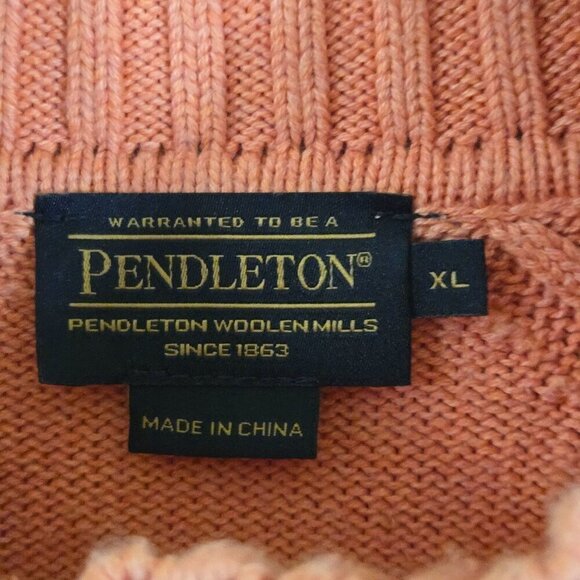 WARRANTED TO BE A
PENDLETON®
XL
PENDLETON WOOLEN MILLS
SINCE 1863
MADE IN CHINA